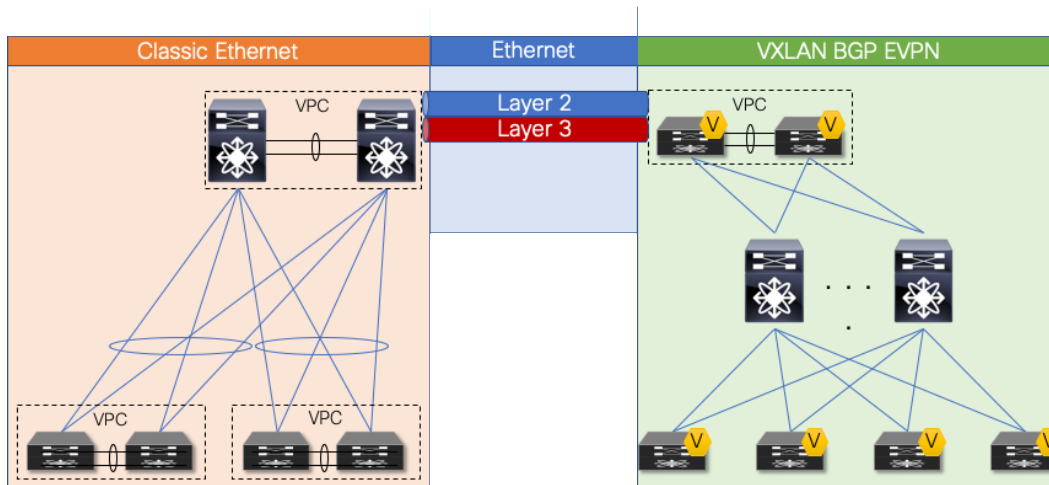 Classic Ethernet
Ethernet
VXLAN BGP EVPN
VPC
Layer 2
Layer 3
VPC
V
V
VPC
VPC
V
V
V
V